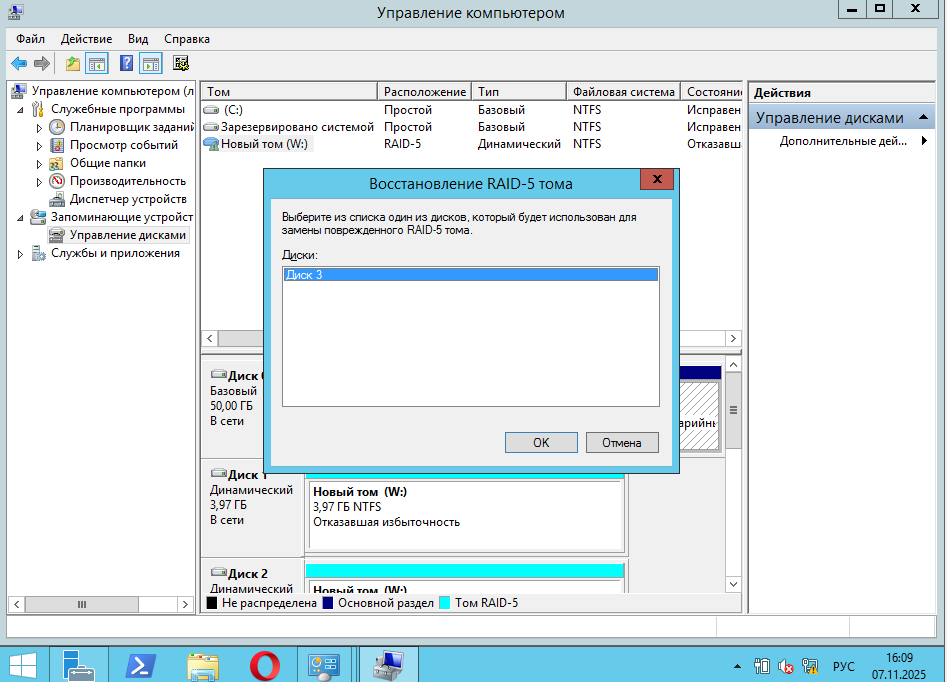 Управление компьютером
Файл Действие Вид Справка
Управление компьютером (л
Служебные программы
Планировщик заданий
Просмотр событий
Общие папки
Производительность
Диспетчер устройств
Запоминающие устройст
Управление дисками
Службы и приложения
Том Расположение Тип Файловая система Состояние
(C:) Простой Базовый NTFS Исправен
Зарезервировано системой Простой Базовый NTFS Исправен
Новый том (W:) RAID-5 Динамический NTFS Отказавш
Действия
Управление дисками
Дополнительные дей...
Восстановление RAID-5 тома
Выберите из списка один из дисков, который будет использован для
замены поврежденного RAID-5 тома.
Диски:
Диск 3
OK Отмена
Диск
Базовый
50,00 ГБ
В сети
арийны
Диск 1
Динамический
3,97 ГБ
В сети
Новый том (W:)
3,97 ГБ NTFS
Отказавшая избыточность
Диск 2
Динамический
Новый том (W:)
Не распределена Основной раздел Том RAID-5
РУС
16:09
07.11.2025